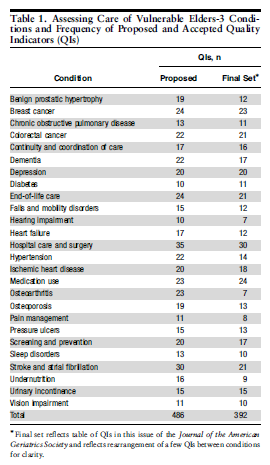 Table 1. Assessing Care of Vulnerable Elders-3 Condi-
tions and Frequency of Proposed and Accepted Quality
Indicators (QIs)
QIs, n
Condition Proposed Final Set*
Benign prostatic hypertrophy 19 12
Breast cancer 24 23
Chronic obstructive pulmonary disease 13 11
Colorectal cancer 22 21
Continuity and coordination of care 17 16
Dementia 22 17
Depression 20 20
Diabetes 10 11
End-of-life care 24 21
Falls and mobility disorders 15 12
Hearing impairment 10 7
Heart failure 17 12
Hospital care and surgery 35 30
Hypertension 22 14
Ischemic heart disease 20 18
Medication use 23 24
Osteoarthritis 23 7
Osteoporosis 19 13
Pain management 11 8
Pressure ulcers 15 13
Screening and prevention 20 17
Sleep disorders 13 10
Stroke and atrial fibrillation 30 21
Undernutrition 16 9
Urinary incontinence 15 15
Vision impairment 11 10
Total 486 392
* Final set reflects table of QIs in this issue of the Journal of the American
Geriatrics Society and reflects rearrangement of a few QIs between conditions
for clarity.